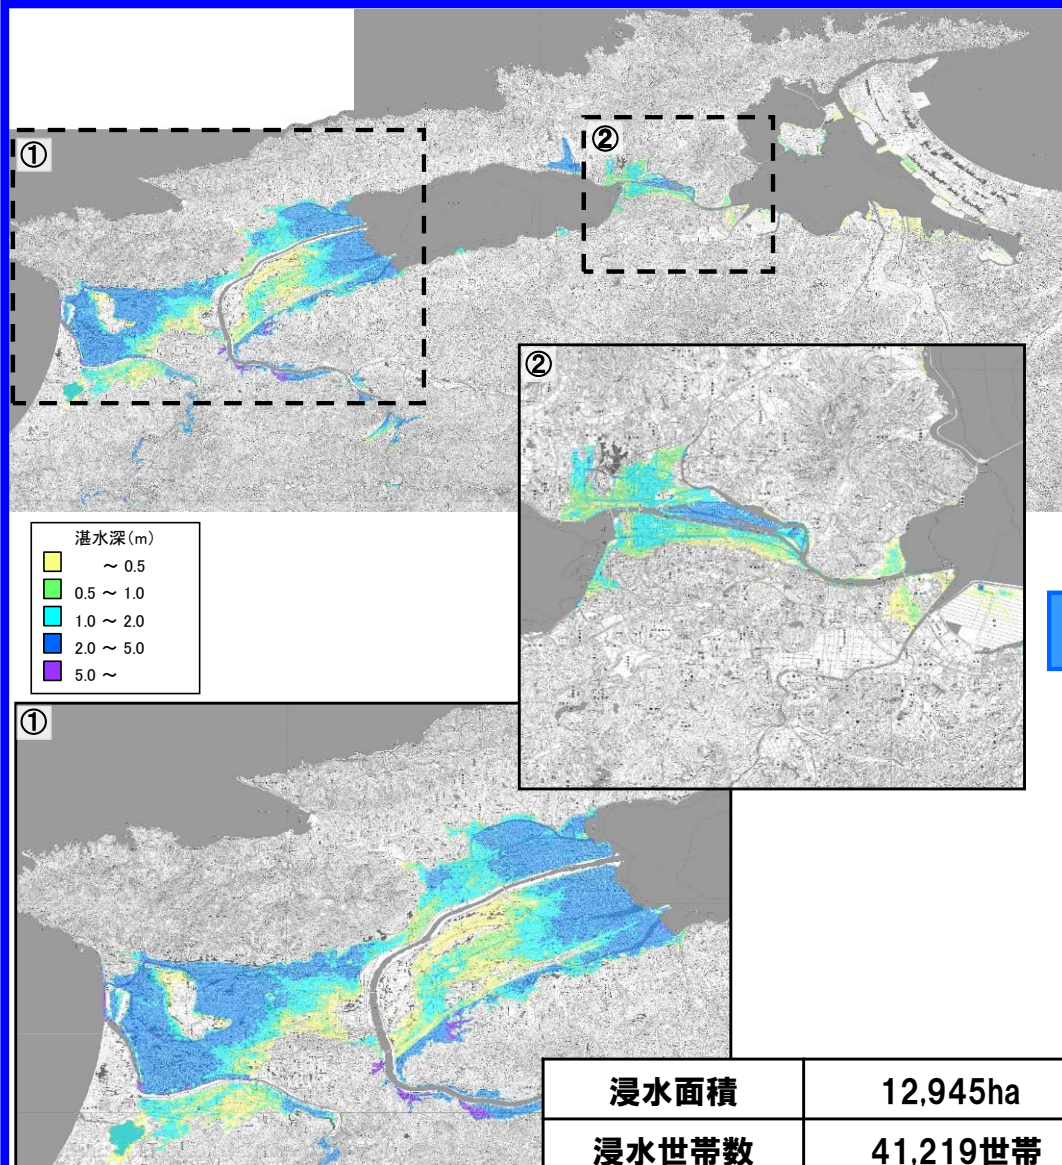 ①
②
②
湛水深(m)
～ 0.5
0.5 ～ 1.0
1.0 ～ 2.0
2.0 ～ 5.0
5.0 ～
①
浸水面積 12,945ha
浸水世帯数 41,219世帯